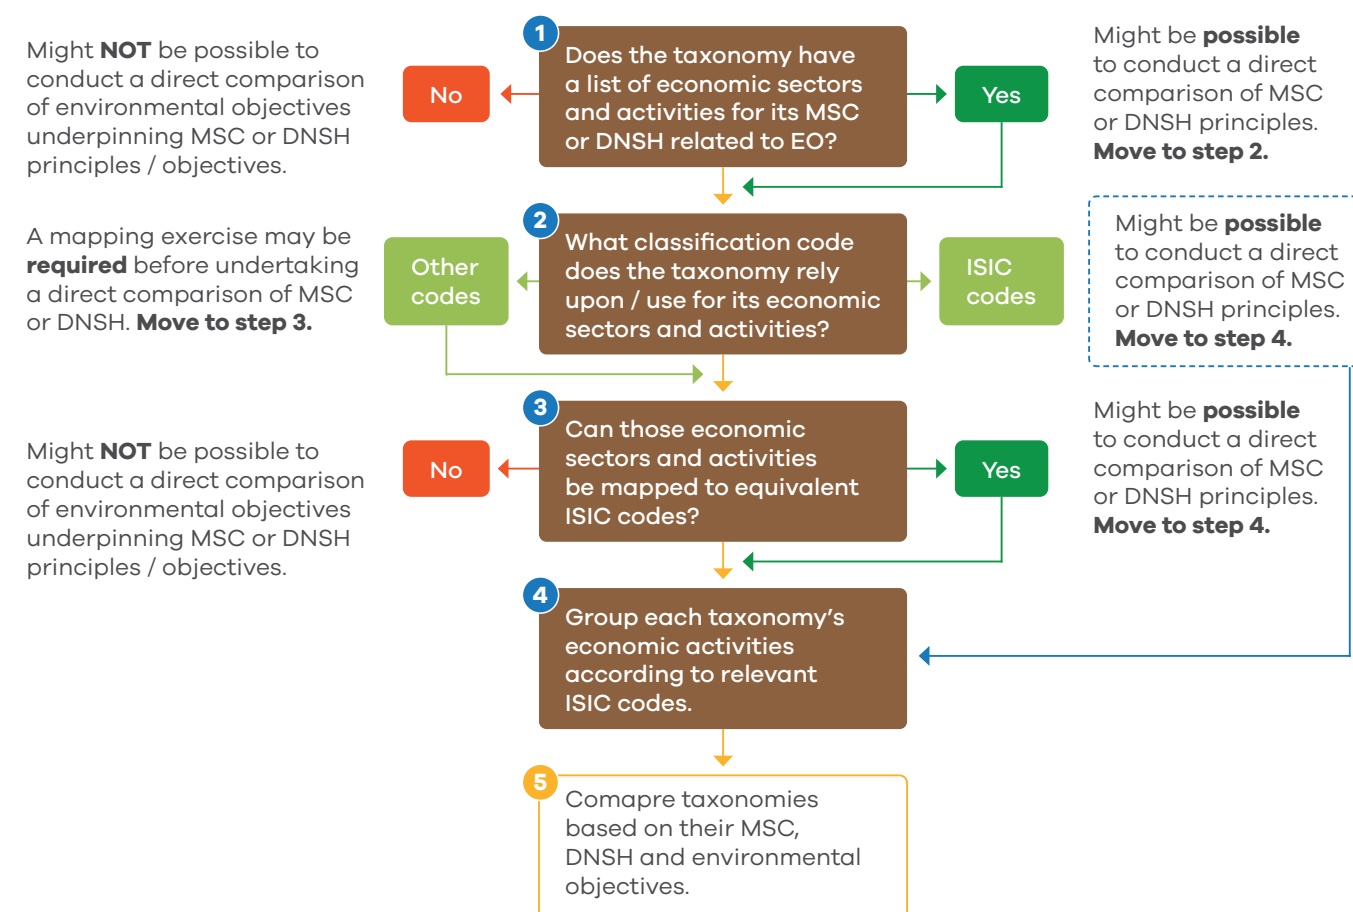 Might NOT be possible to
conduct a direct comparison
of environmental objectives
underpinning MSC or DNSH
principles / objectives.
No
1
Does the taxonomy have
a list of economic sectors
and activities for its MSC
or DNSH related to EO?
Yes
Might be possible
to conduct a direct
comparison of MSC
or DNSH principles.
Move to step 2.
A mapping exercise may be
required before undertaking
a direct comparison of MSC
or DNSH. Move to step 3.
Other
codes
2
What classification code
does the taxonomy rely
upon / use for its economic
sectors and activities?
ISIC
codes
Might be possible
to conduct a direct
comparison of MSC
or DNSH principles.
Move to step 4.
Might NOT be possible to
conduct a direct comparison
of environmental objectives
underpinning MSC or DNSH
principles / objectives.
No
3
Can those economic
sectors and activities
be mapped to equivalent
ISIC codes?
Yes
Might be possible
to conduct a direct
comparison of MSC
or DNSH principles.
Move to step 4.
4
Group each taxonomy’s
economic activities
according to relevant
ISIC codes.
5
Comapre taxonomies
based on their MSC,
DNSH and environmental
objectives.